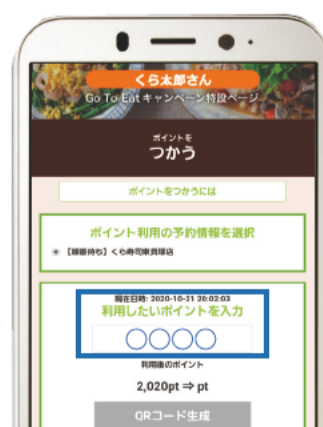 くら太郎さん
Go To Eat キャンペーン特設ページ
ポイントを
つかう
ポイントをつかうには
ポイント利用の予約情報を選択
【順番待ち】くら寿司東貝塚店
現在日時: 2020-10-21 20:02:03
利用したいポイントを入力
〇〇〇〇
利用後のポイント
2,020pt ⇒ pt
QRコード生成